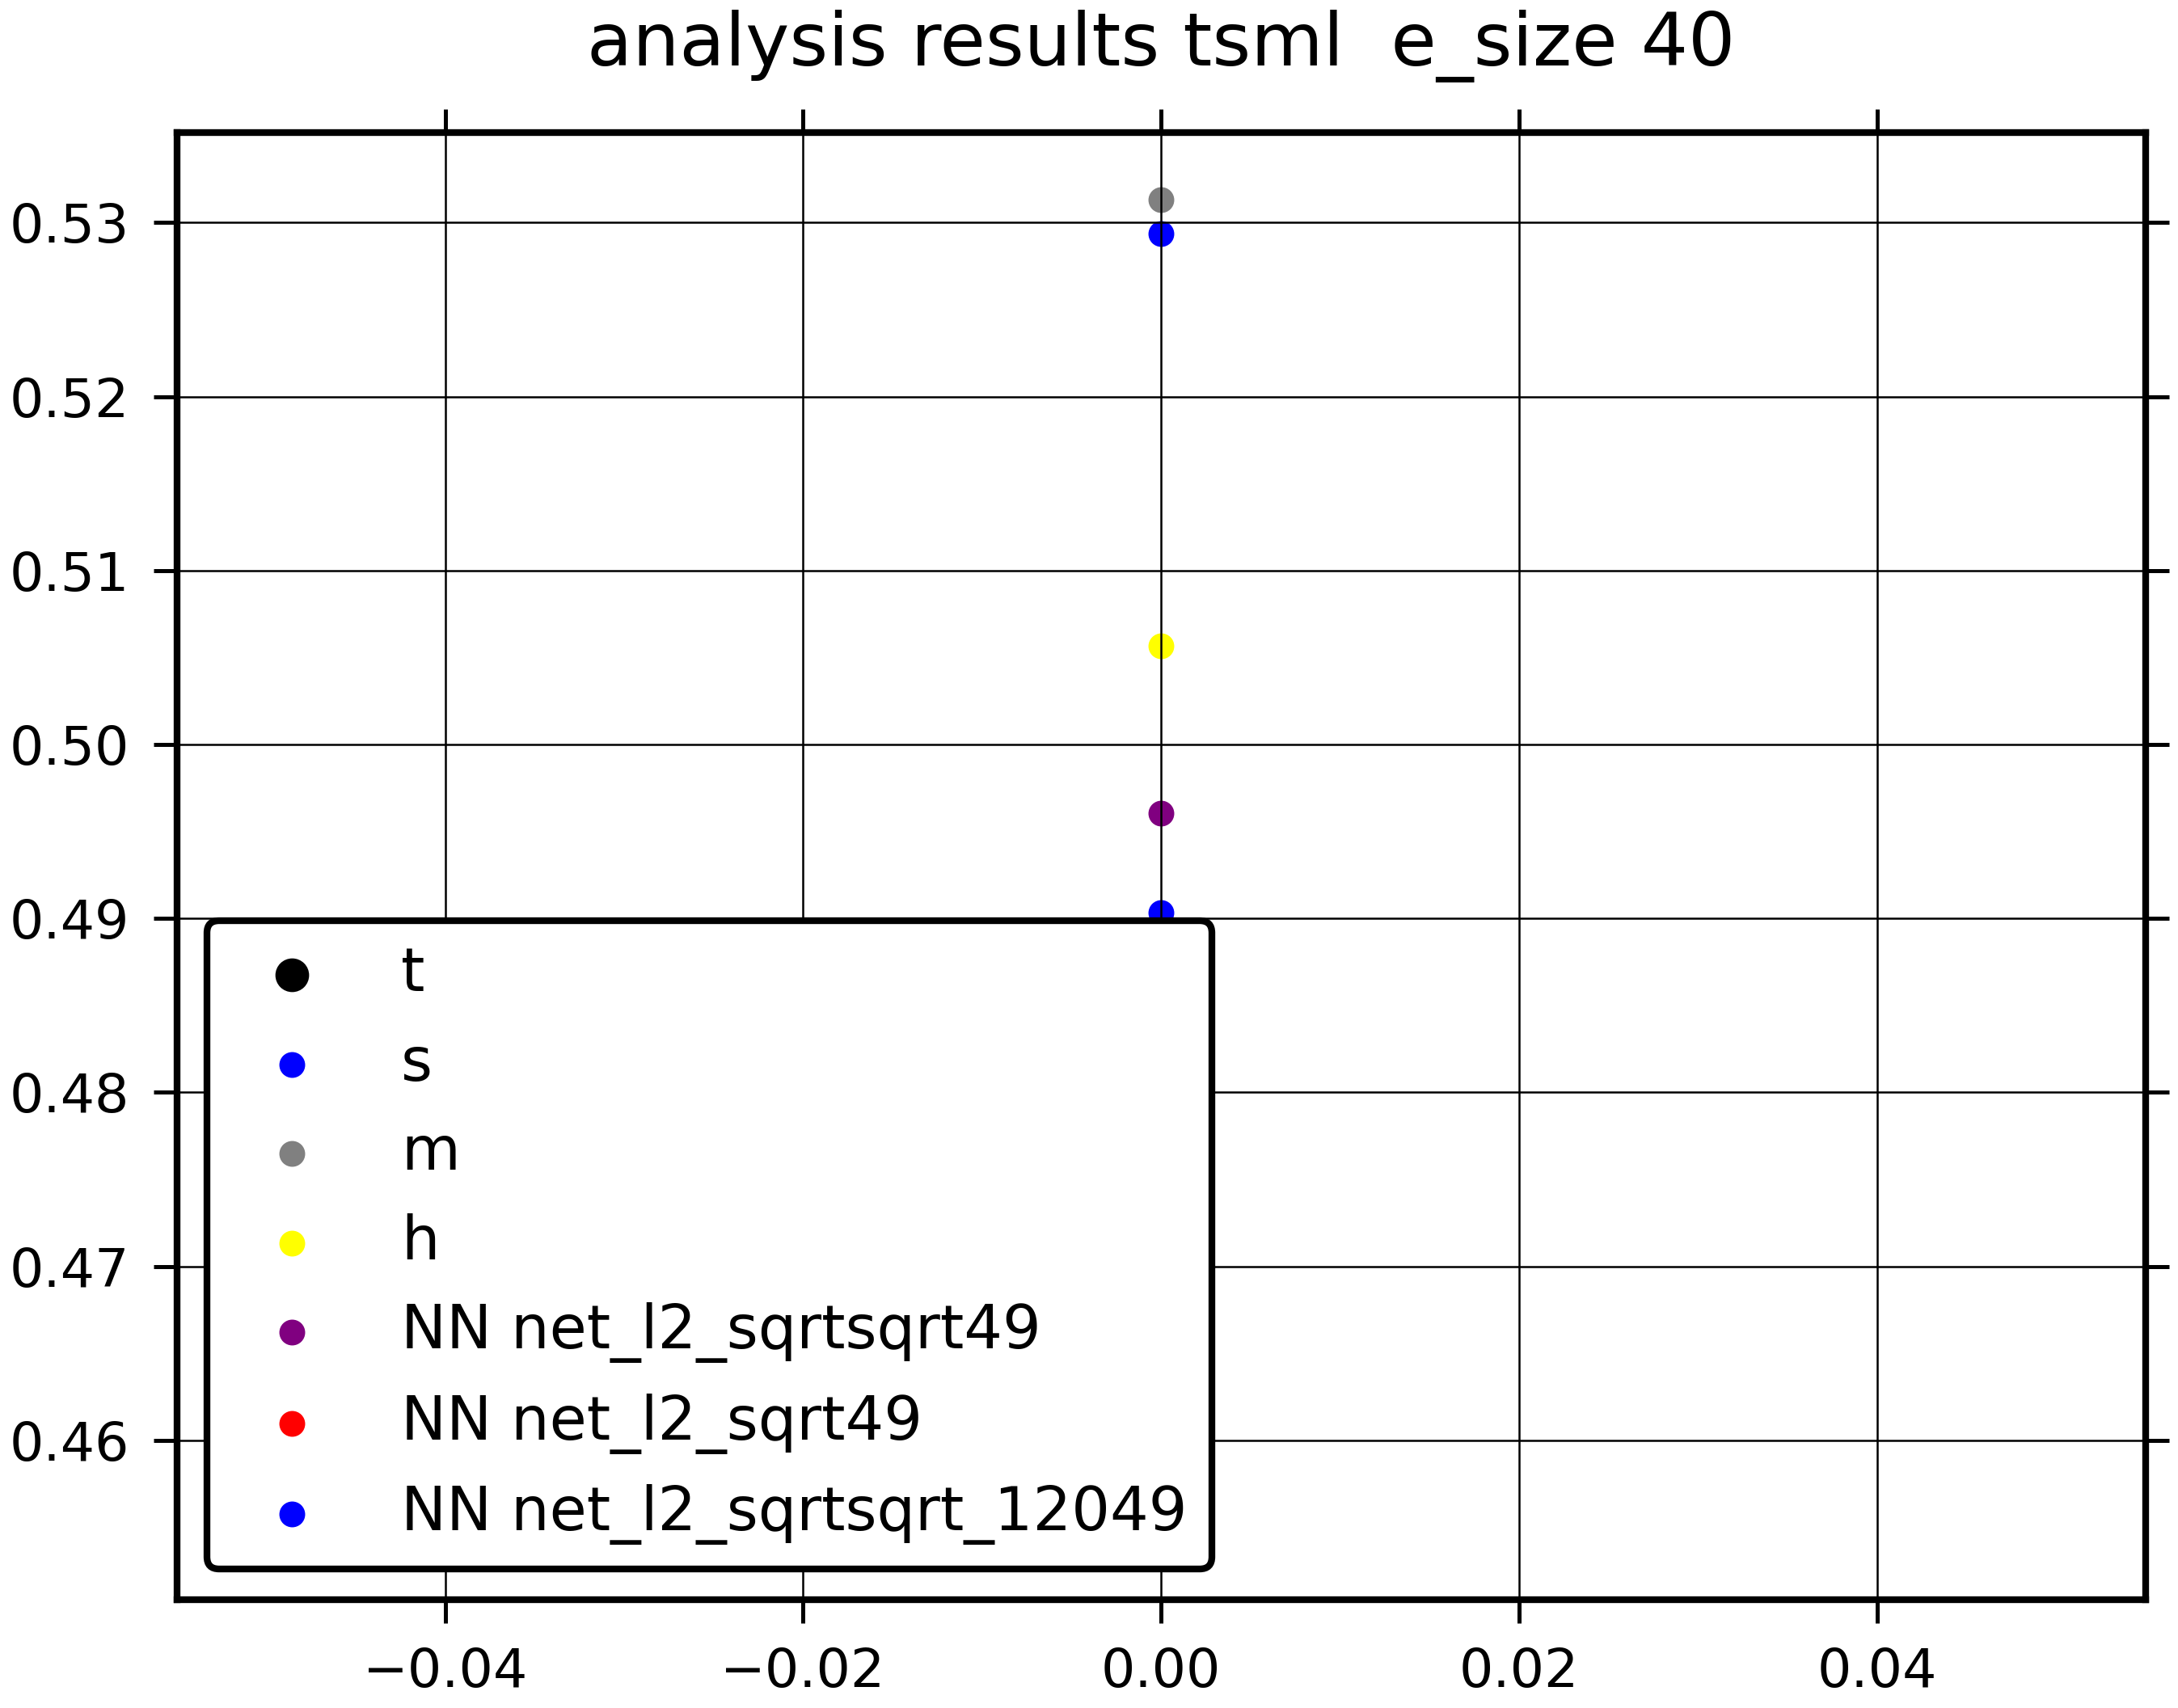 analysis results tsml  e_size 40
0.53
0.52
0.51
0.50
0.49
0.48
0.47
0.46
t
s
m
h
NN net_l2_sqrtsqrt49
NN net_l2_sqrt49
NN net_l2_sqrtsqrt_12049
−0.04 −0.02 0.00 0.02 0.04